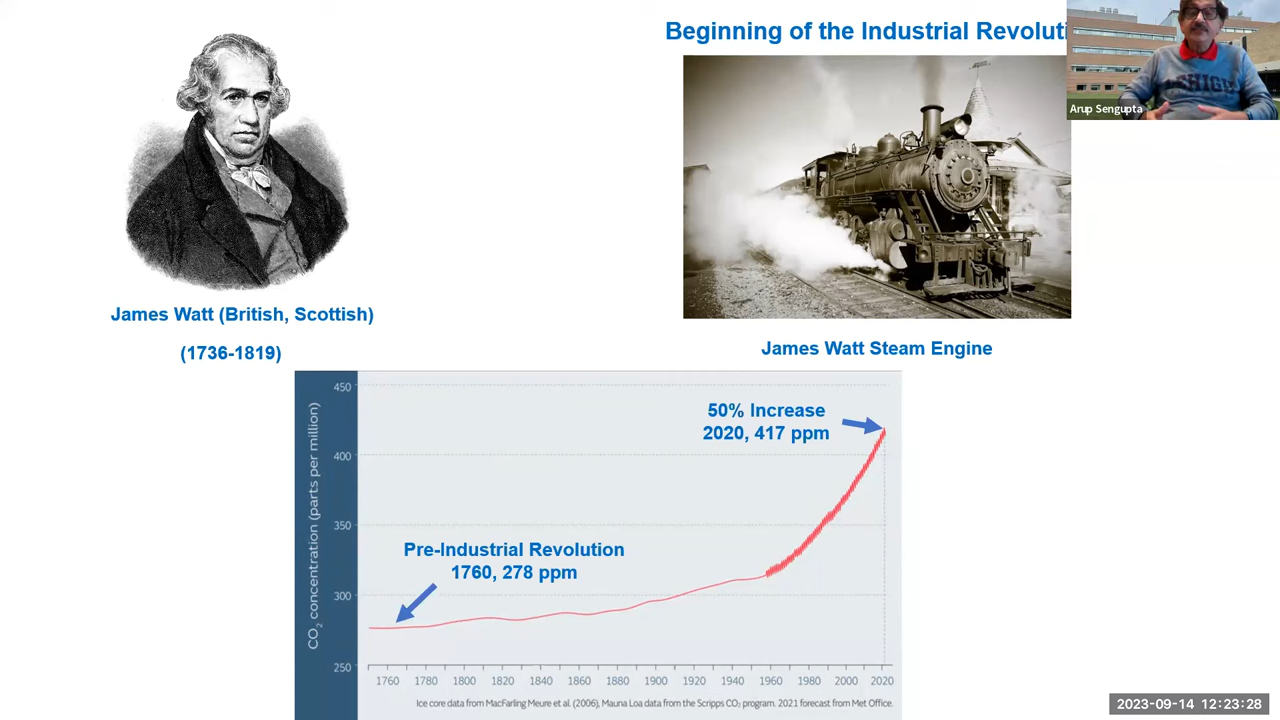 Beginning of the Industrial Revoluti
LEHIGH
Arup Sengupta
James Watt (British, Scottish)
(1736-1819)
James Watt Steam Engine
CO2 concentration (parts per million)
450
400
350
300
250
50% Increase
2020, 417 ppm
Pre-Industrial Revolution
1760, 278 ppm
1760 1780 1800 1820 1840 1860 1880 1900 1920 1940 1960 1980 2000 2020
Ice core data from MacFarling Meure et al. (2006), Mauna Loa data from the Scripps CO2 program. 2021 forecast from Met Office.
2023-09-14 12:23:28